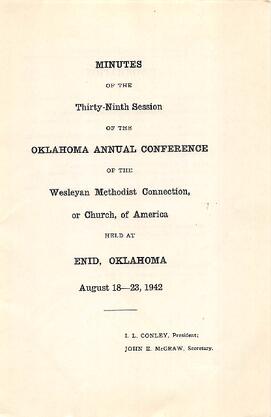 MINUTES
OF THE
Thirty-Ninth Session
OF THE
OKLAHOMA ANNUAL CONFERENCE
OF THE
Wesleyan Methodist Connection,
or Church, of America
HELD AT
ENID, OKLAHOMA
August 18—23, 1942
I. L. CONLEY, President;
JOHN E. McGRAW, Secretary.